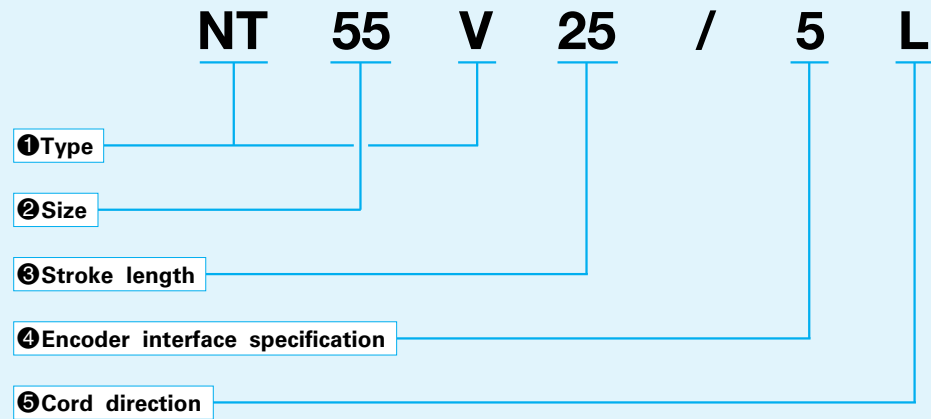 NT 55 V 25 / 5 L
❶Type
❷Size
❸Stroke length
❹Encoder interface specification
❺Cord direction